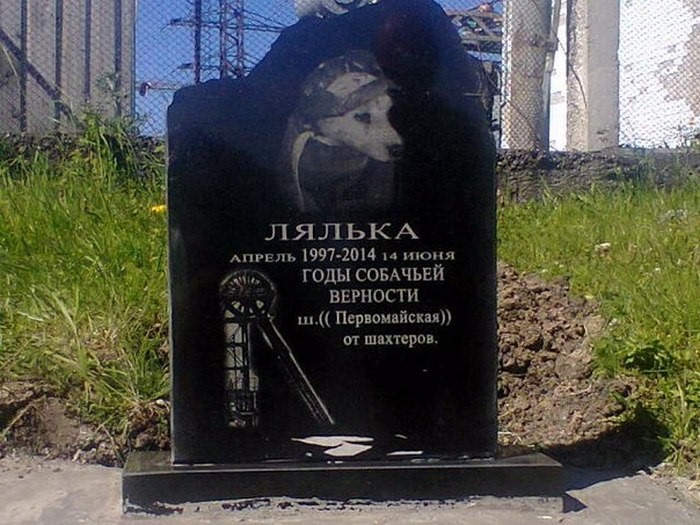 ЛЯЛЬКА
АПРЕЛЬ 1997-2014 14 ИЮНЯ
ГОДЫ СОБАЧЬЕЙ
ВЕРНОСТИ
ш.(( Первомайская))
от шахтеров.